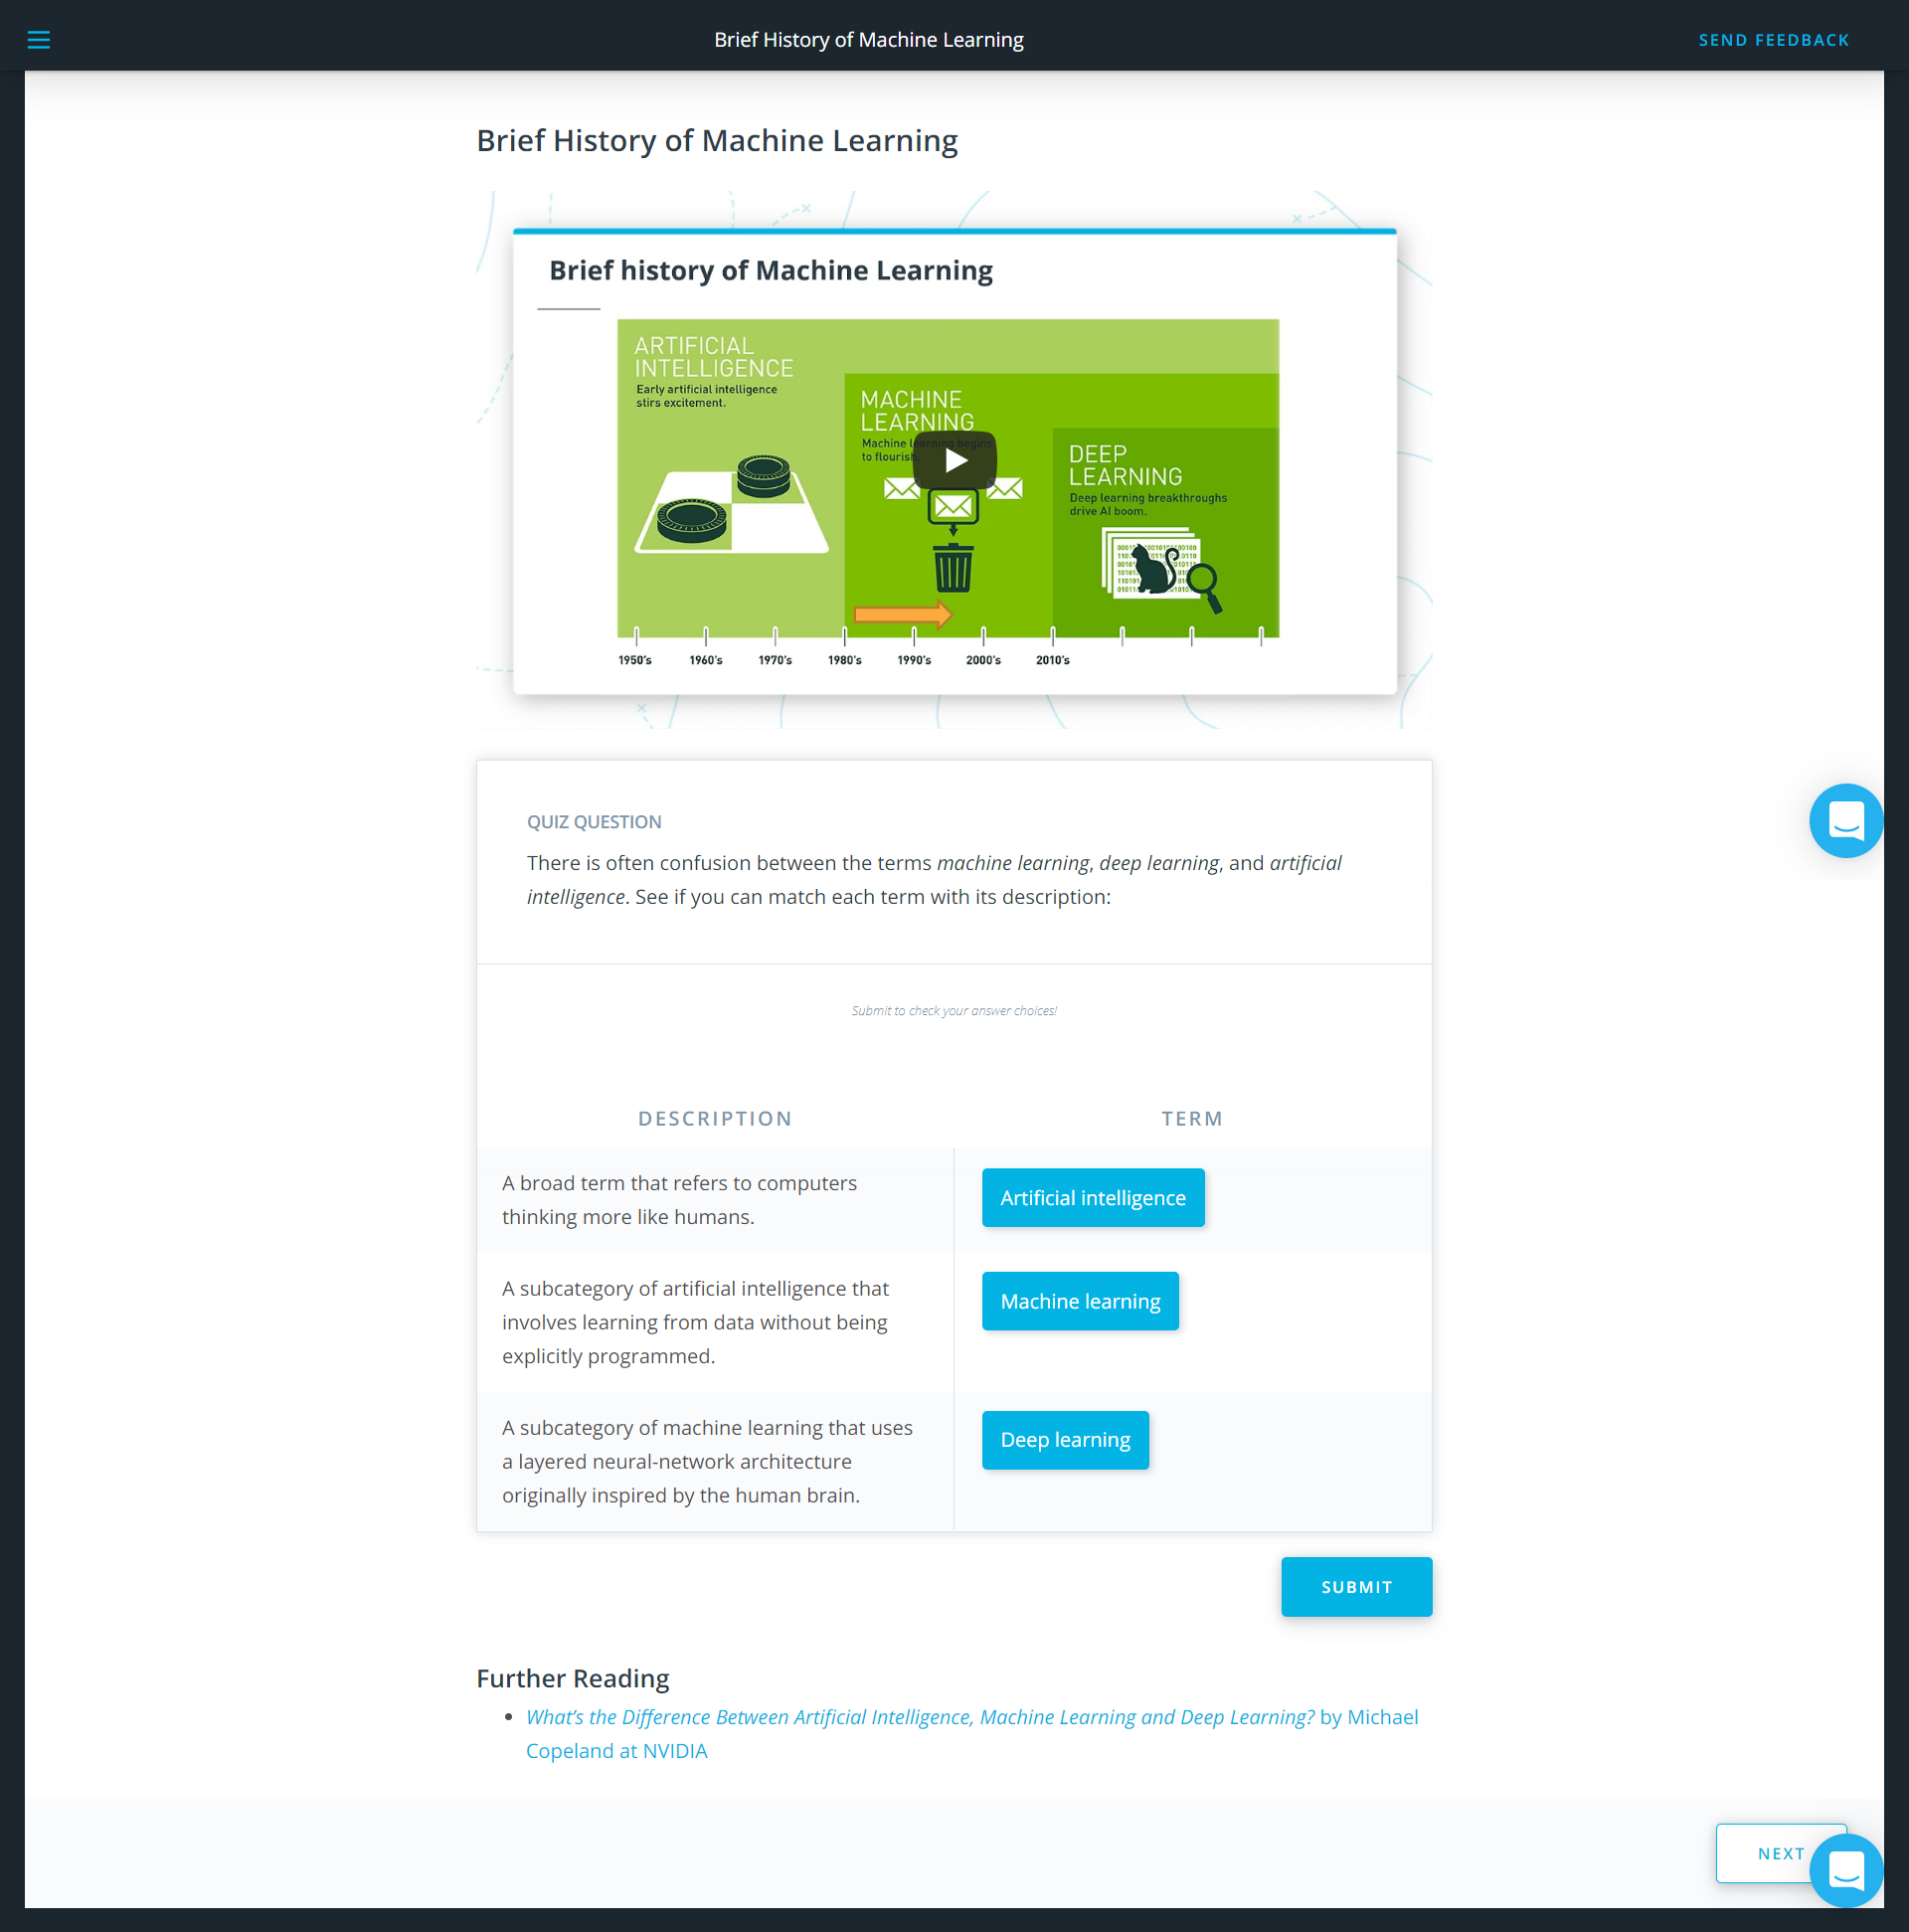 Brief History of Machine Learning
SEND FEEDBACK
Brief History of Machine Learning
Brief history of Machine Learning
ARTIFICIAL
INTELLIGENCE
Early artificial intelligence
stirs excitement.
MACHINE
LEARNING
Machine learning begins
to flourish.
DEEP
LEARNING
Deep learning breakthroughs
drive AI boom.
1950's 1960's 1970's 1980's 1990's 2000's 2010's
QUIZ QUESTION
There is often confusion between the terms machine learning, deep learning, and artificial
intelligence. See if you can match each term with its description:
Submit to check your answer choices!
DESCRIPTION
TERM
A broad term that refers to computers
thinking more like humans.
Artificial intelligence
A subcategory of artificial intelligence that
involves learning from data without being
explicitly programmed.
Machine learning
A subcategory of machine learning that uses
a layered neural-network architecture
originally inspired by the human brain.
Deep learning
SUBMIT
Further Reading
What's the Difference Between Artificial Intelligence, Machine Learning and Deep Learning? by Michael
Copeland at NVIDIA
NEXT